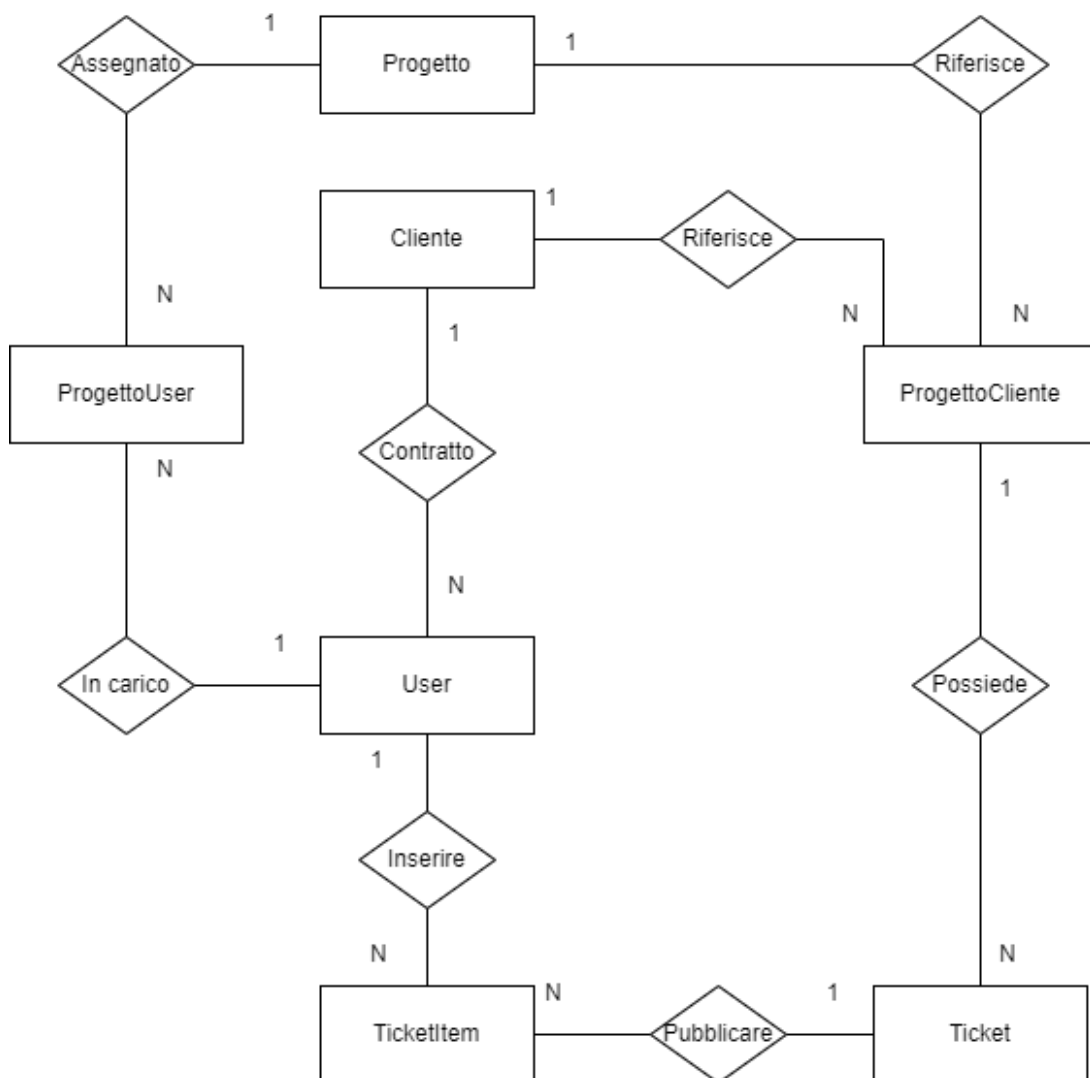 1
1
Assegnato
Progetto
Riferisce
1
Cliente
Riferisce
N
1
N
N
ProgettoUser
ProgettoCliente
N
Contratto
1
N
1
In carico
User
Possiede
1
Inserire
N
N
N
1
TicketItem
Pubblicare
Ticket